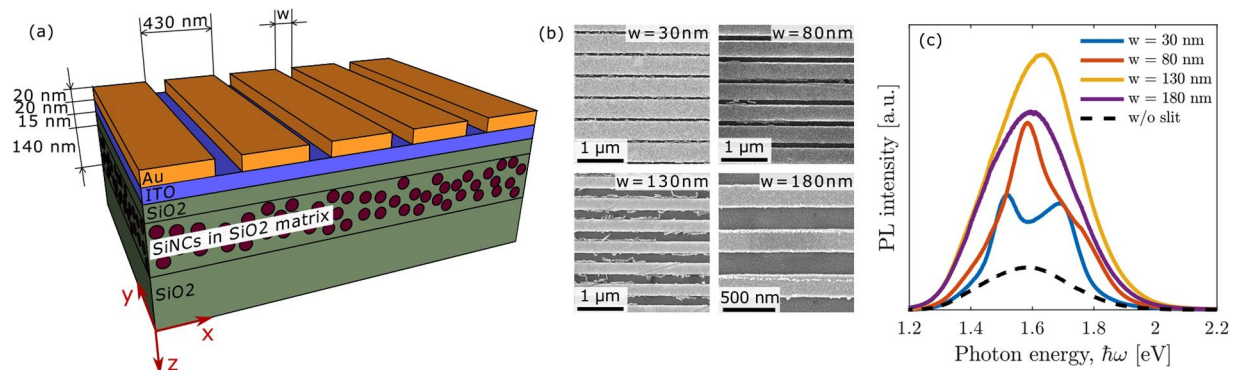 (a)
430 nm
w
20 nm
20 nm
15 nm
140 nm
Au
ITO
SiO2
SiNCs in SiO2 matrix
SiO2
y
x
z
(b)
w=30nm
1 µm
w=80nm
1 µm
w=130nm
1 µm
w=180nm
500 nm
(c)
w = 30 nm
w = 80 nm
w = 130 nm
w = 180 nm
w/o slit
PL intensity [a.u.]
1.2 1.4 1.6 1.8 2 2.2
Photon energy, ℏω [eV]